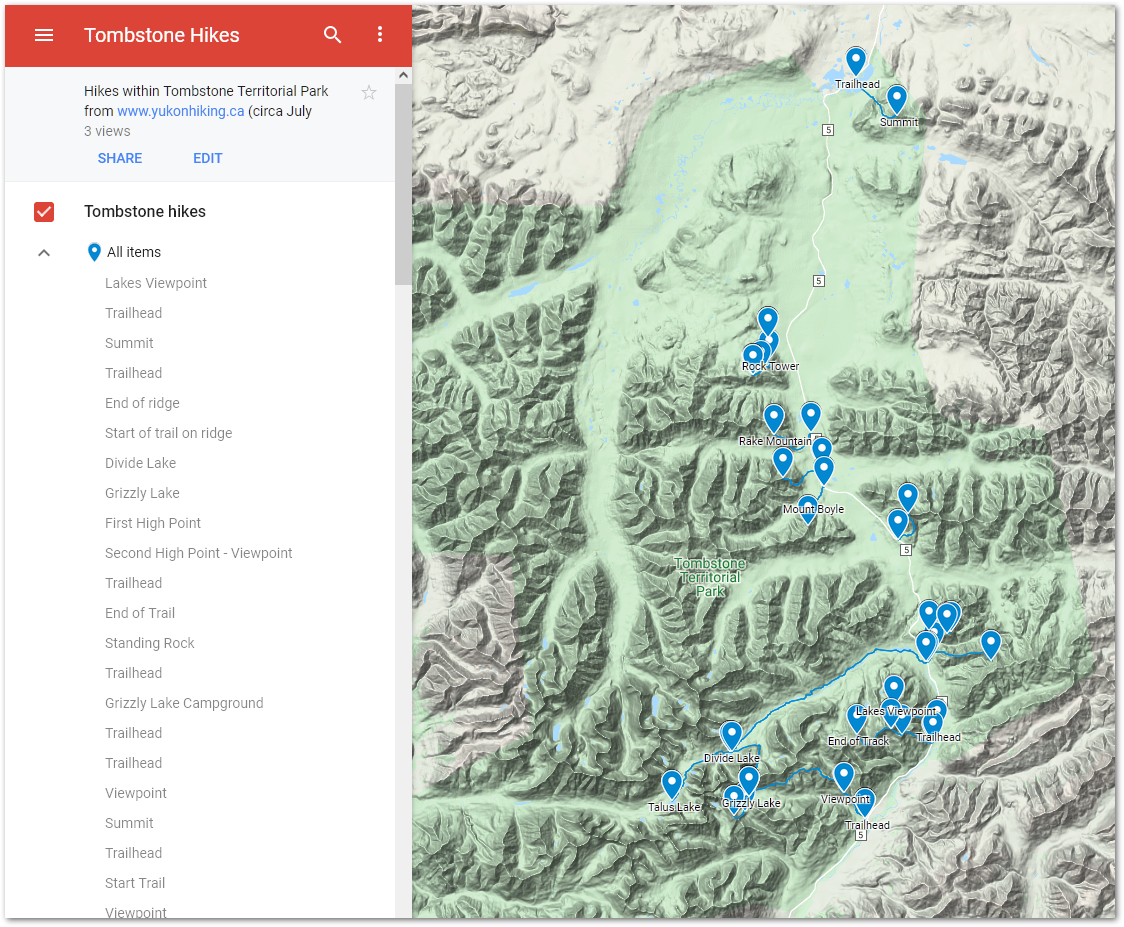 Tombstone Hikes
Hikes within Tombstone Territorial Park
from www.yukonhiking.ca (circa July
3 views
SHARE EDIT
Tombstone hikes
All items
Lakes Viewpoint
Trailhead
Summit
Trailhead
End of ridge
Start of trail on ridge
Divide Lake
Grizzly Lake
First High Point
Second High Point - Viewpoint
Trailhead
End of Trail
Standing Rock
Trailhead
Grizzly Lake Campground
Trailhead
Trailhead
Viewpoint
Summit
Trailhead
Start Trail
Viewpoint
Trailhead
Summit
5
5
Rock Tower
Rake Mountain
Mount Boyle
5
Tombstone
Territorial
Park
Lakes Viewpoint
End of Track
Trailhead
Divide Lake
Talus Lake
Grizzly Lake
Viewpoint
Trailhead
5